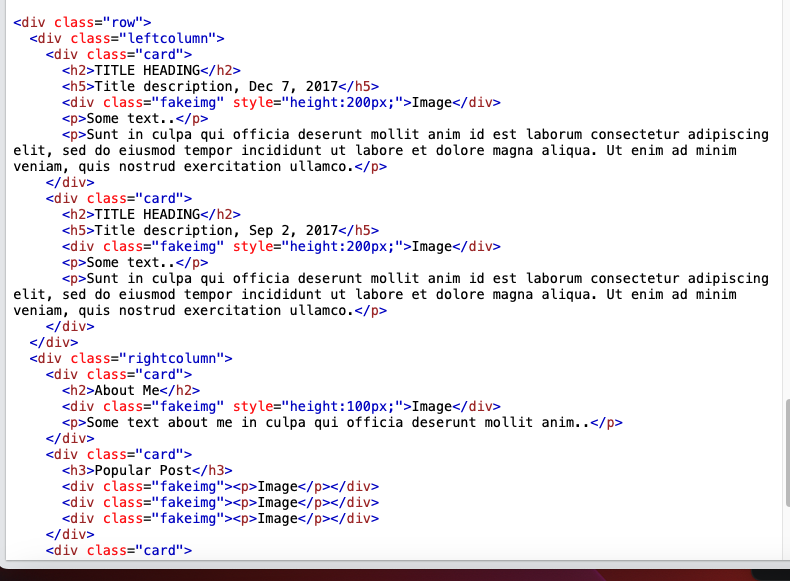 <div class="row">
  <div class="leftcolumn">
    <div class="card">
      <h2>TITLE HEADING</h2>
      <h5>Title description, Dec 7, 2017</h5>
      <div class="fakeimg" style="height:200px;">Image</div>
      <p>Some text..</p>
      <p>Sunt in culpa qui officia deserunt mollit anim id est laborum consectetur adipiscing
elit, sed do eiusmod tempor incididunt ut labore et dolore magna aliqua. Ut enim ad minim
veniam, quis nostrud exercitation ullamco.</p>
    </div>
    <div class="card">
      <h2>TITLE HEADING</h2>
      <h5>Title description, Sep 2, 2017</h5>
      <div class="fakeimg" style="height:200px;">Image</div>
      <p>Some text..</p>
      <p>Sunt in culpa qui officia deserunt mollit anim id est laborum consectetur adipiscing
elit, sed do eiusmod tempor incididunt ut labore et dolore magna aliqua. Ut enim ad minim
veniam, quis nostrud exercitation ullamco.</p>
    </div>
  </div>
  <div class="rightcolumn">
    <div class="card">
      <h2>About Me</h2>
      <div class="fakeimg" style="height:100px;">Image</div>
      <p>Some text about me in culpa qui officia deserunt mollit anim..</p>
    </div>
    <div class="card">
      <h3>Popular Post</h3>
      <div class="fakeimg"><p>Image</p></div>
      <div class="fakeimg"><p>Image</p></div>
      <div class="fakeimg"><p>Image</p></div>
    </div>
    <div class="card">